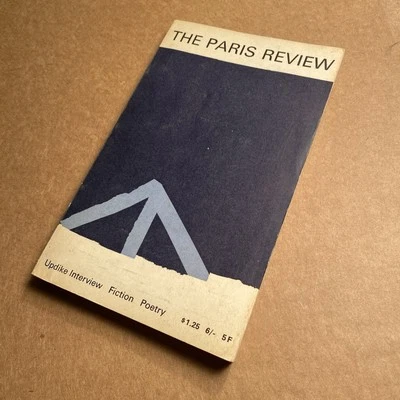 THE PARIS REVIEW
Updike Interview Fiction Poetry $1.25 6/- 5F